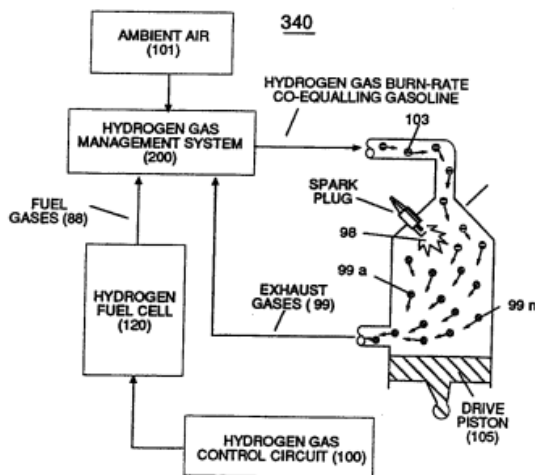 340
AMBIENT AIR
(101)
HYDROGEN GAS BURN-RATE
CO-EQUALLING GASOLINE
103
HYDROGEN GAS
MANAGEMENT SYSTEM
(200)
SPARK
PLUG
FUEL
GASES (88)
98
99 a
EXHAUST
GASES (99)
99 n
HYDROGEN
FUEL CELL
(120)
DRIVE
PISTON
(105)
HYDROGEN GAS
CONTROL CIRCUIT (100)